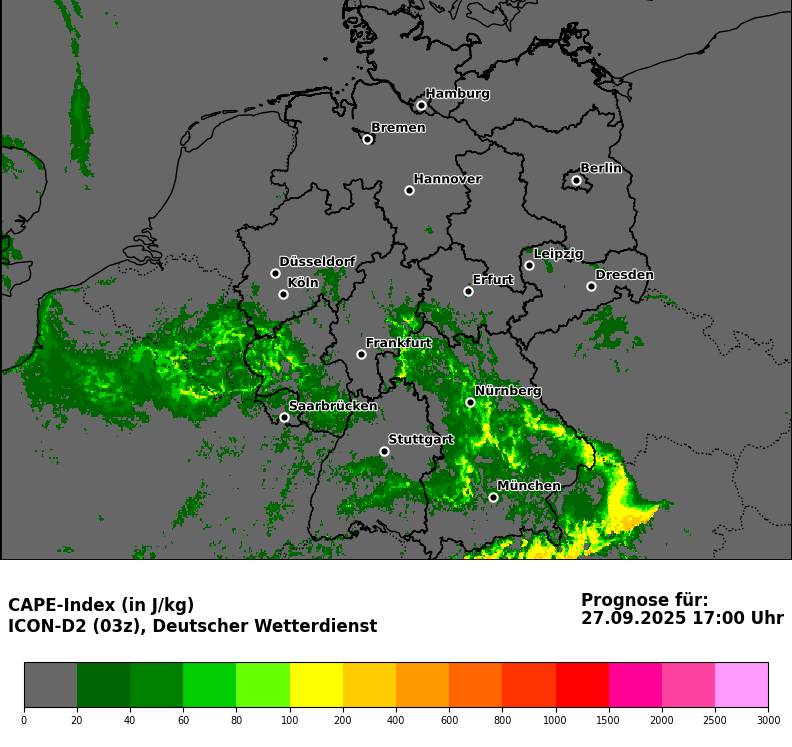 Hamburg
Bremen
Berlin
Hannover
Leipzig
Düsseldorf
Dresden
Köln
Erfurt
Frankfurt
Nürnberg
Saarbrücken
Stuttgart
München
CAPE-Index (in J/kg)
ICON-D2 (03z), Deutscher Wetterdienst
Prognose für:
27.09.2025 17:00 Uhr
0 20 40 60 80 100 200 400 600 800 1000 1500 2000 2500 3000